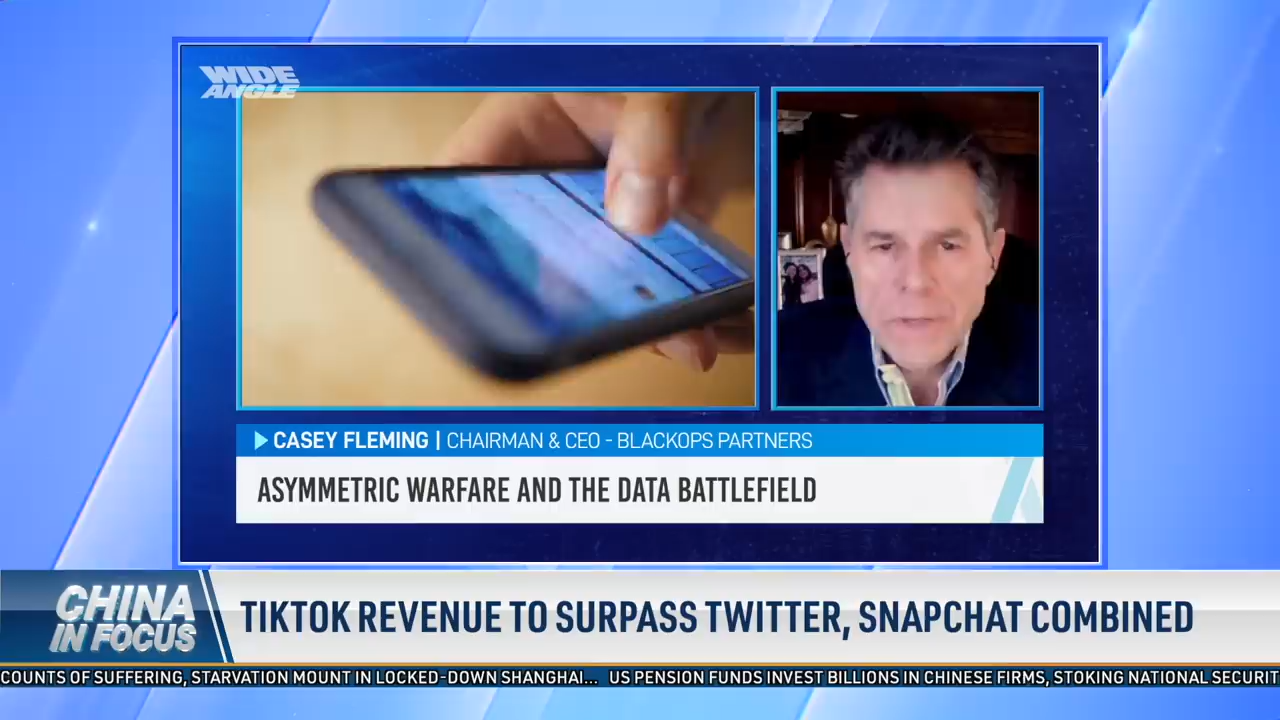 WIDE
ANGLE
CASEY FLEMING | CHAIRMAN & CEO - BLACKOPS PARTNERS
ASYMMETRIC WARFARE AND THE DATA BATTLEFIELD
CHINA
IN FOCUS
TIKTOK REVENUE TO SURPASS TWITTER, SNAPCHAT COMBINED
COUNTS OF SUFFERING, STARVATION MOUNT IN LOCKED-DOWN SHANGHAI... US PENSION FUNDS INVEST BILLIONS IN CHINESE FIRMS, STOKING NATIONAL SECURIT